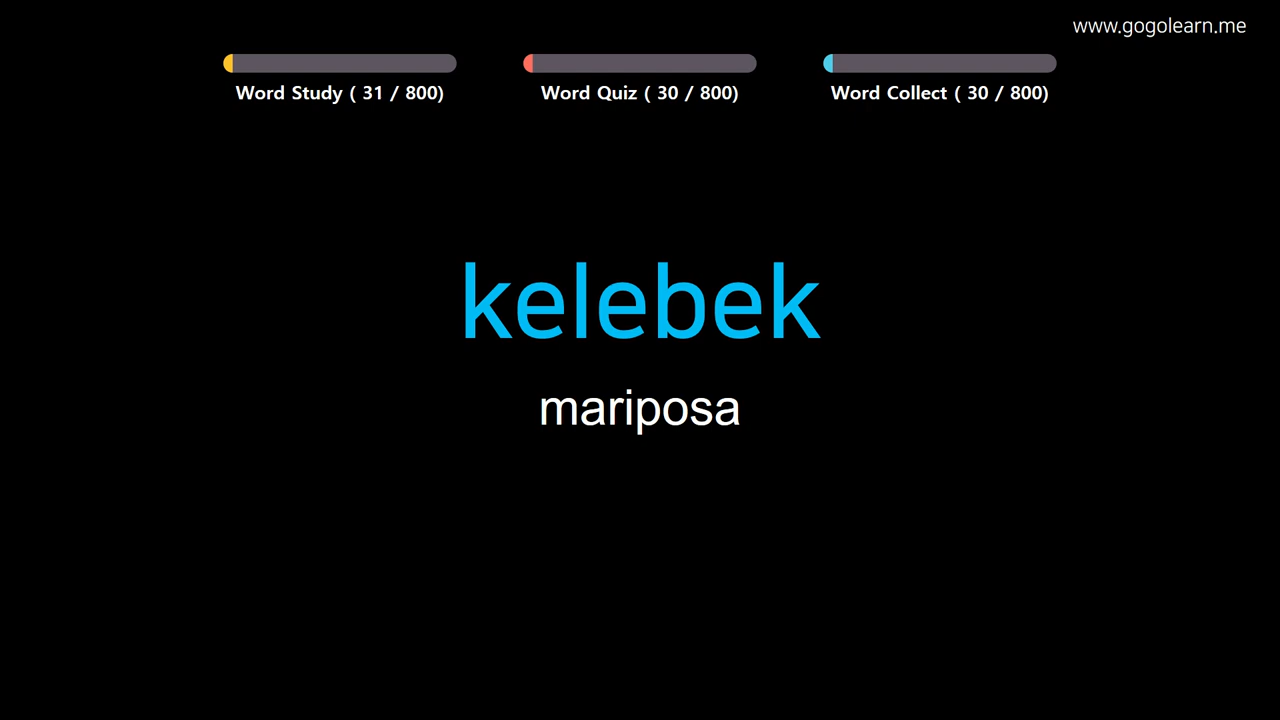 www.gogolearn.me
Word Study ( 31 / 800)
Word Quiz ( 30 / 800)
Word Collect ( 30 / 800)
kelebek
mariposa